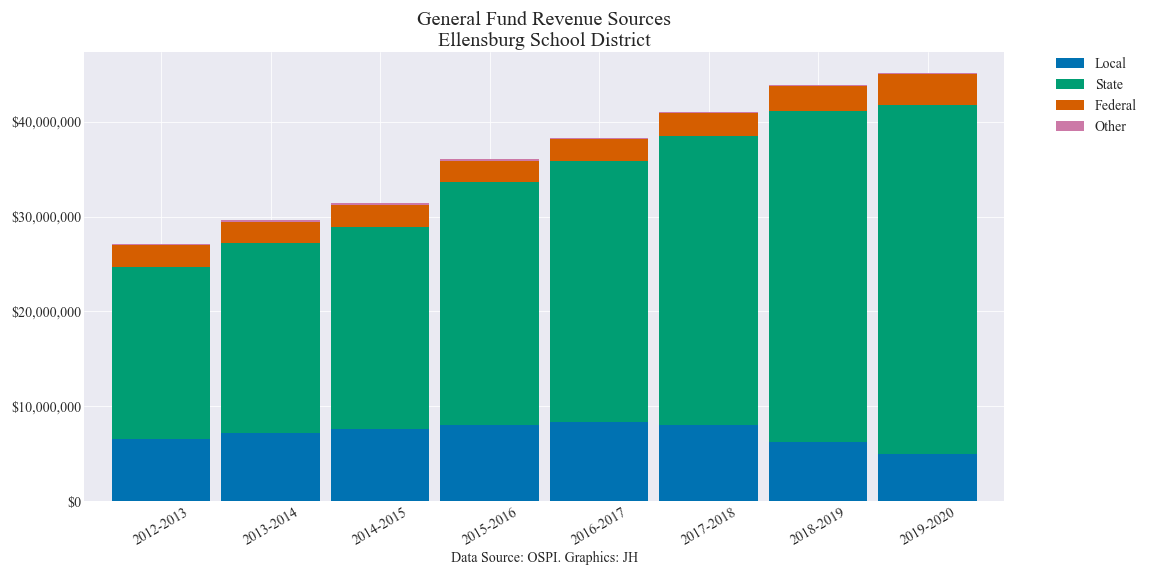 General Fund Revenue Sources
Ellensburg School District
Local
State
Federal
Other
$40,000,000
$30,000,000
$20,000,000
$10,000,000
$0
2012-2013
2013-2014
2014-2015
2015-2016
2016-2017
2017-2018
2018-2019
2019-2020
Data Source: OSPI. Graphics: JH